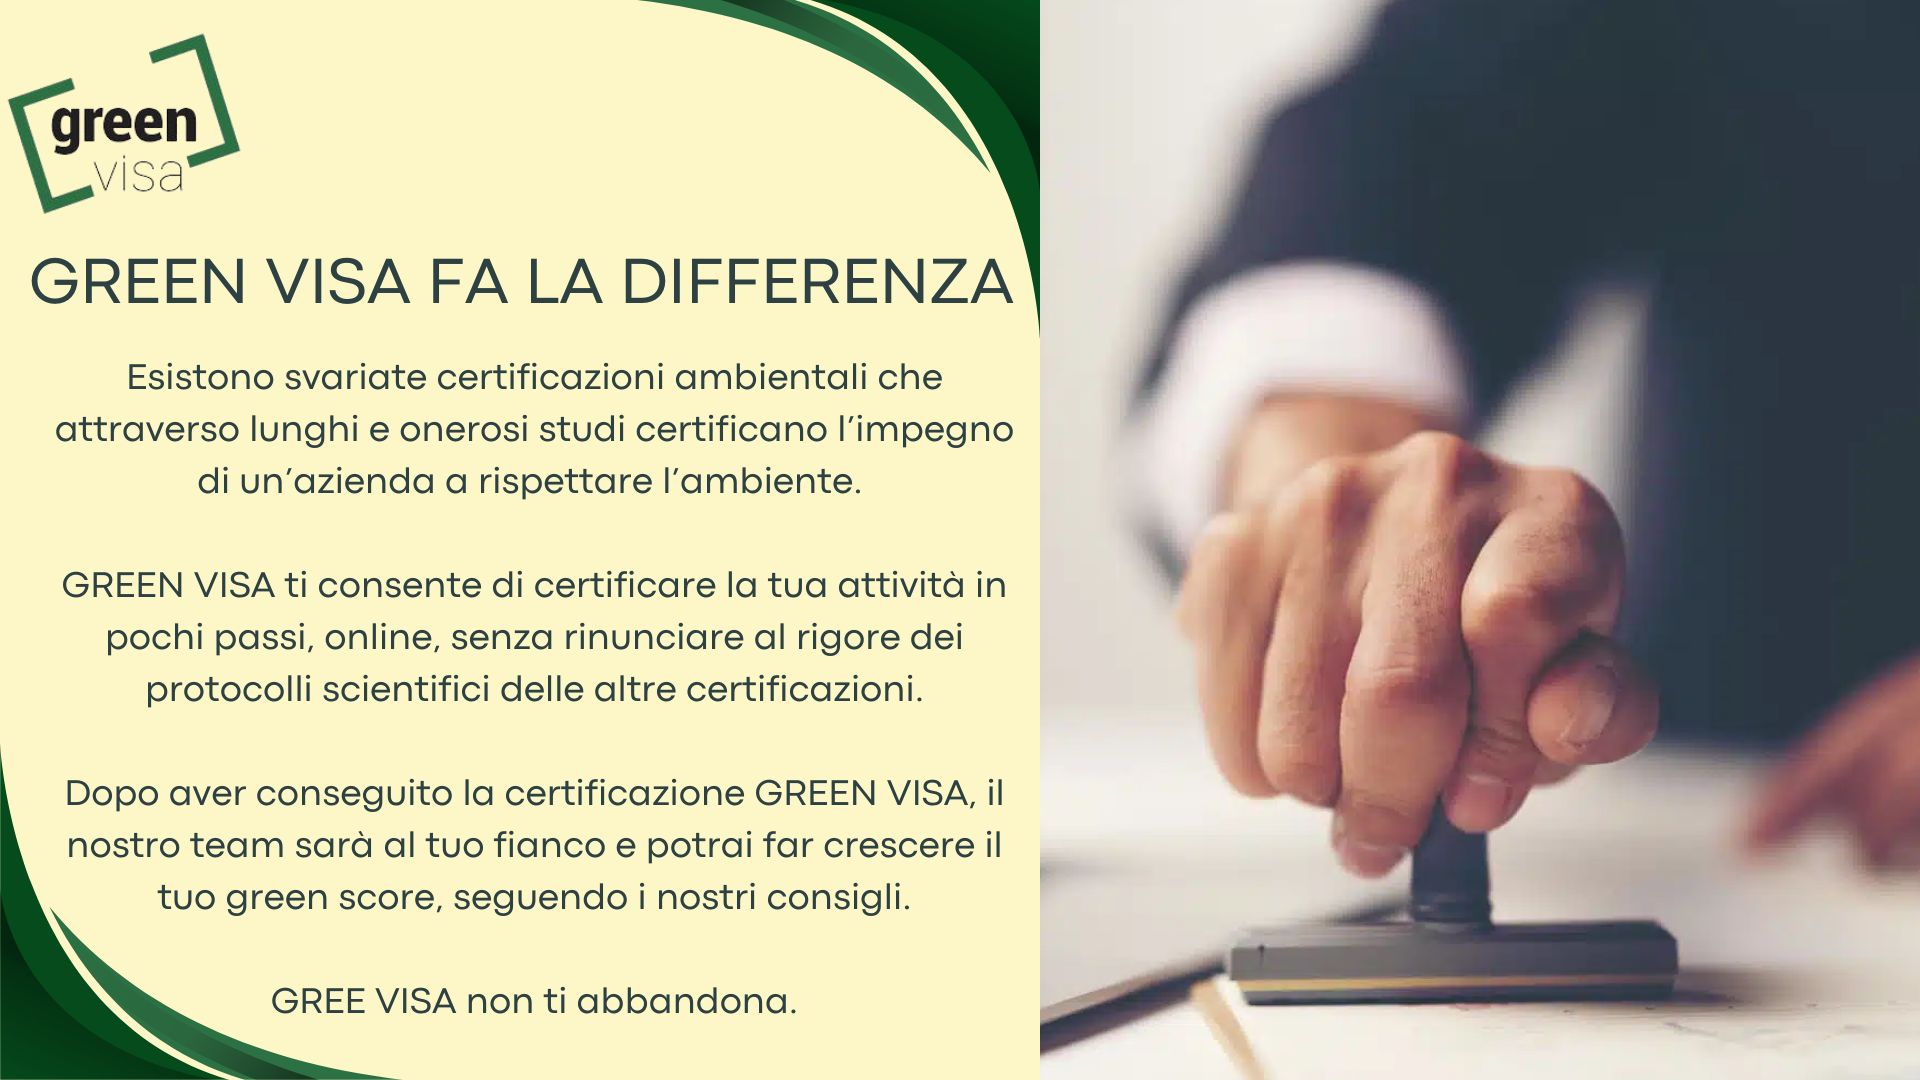 green
visa
GREEN VISA FA LA DIFFERENZA
Esistono svariate certificazioni ambientali che
attraverso lunghi e onerosi studi certificano l’impegno
di un’azienda a rispettare l’ambiente.
GREEN VISA ti consente di certificare la tua attività in
pochi passi, online, senza rinunciare al rigore dei
protocolli scientifici delle altre certificazioni.
Dopo aver conseguito la certificazione GREEN VISA, il
nostro team sarà al tuo fianco e potrai far crescere il
tuo green score, seguendo i nostri consigli.
GREE VISA non ti abbandona.